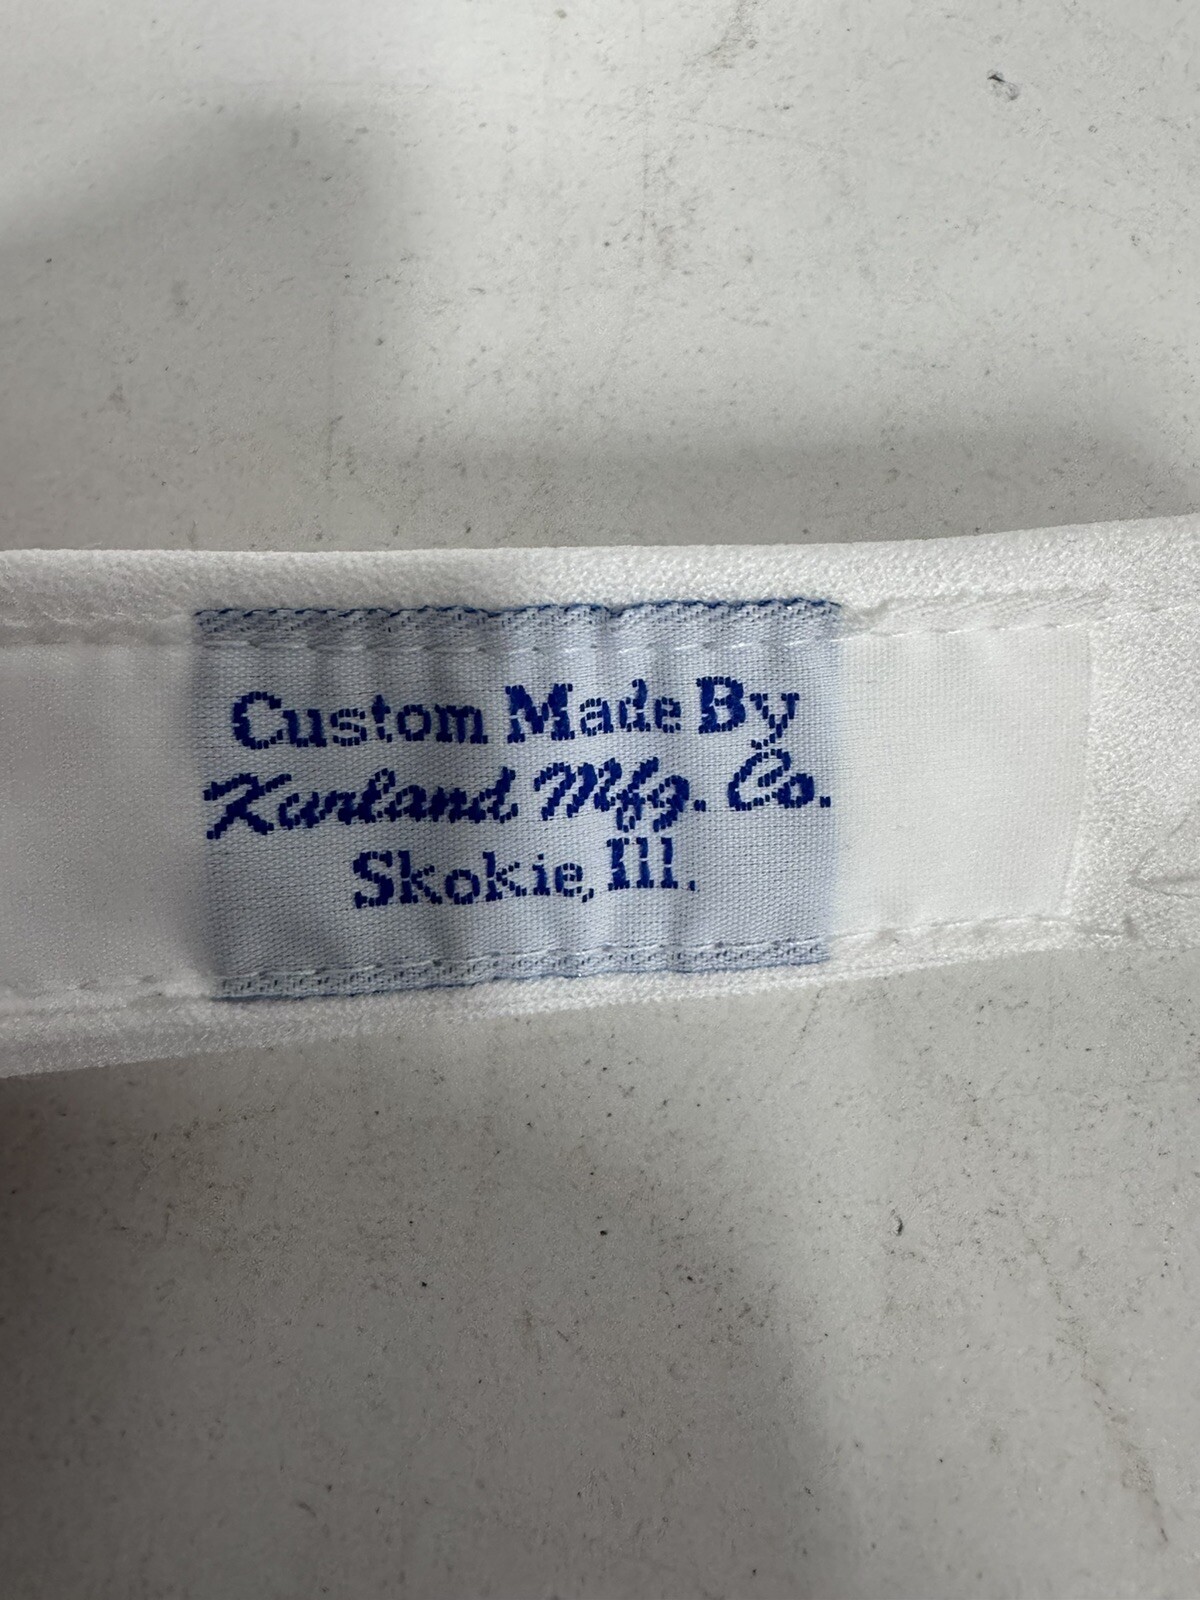 Custom Made By
Kurland Mfg. Co.
Skokie, Ill.